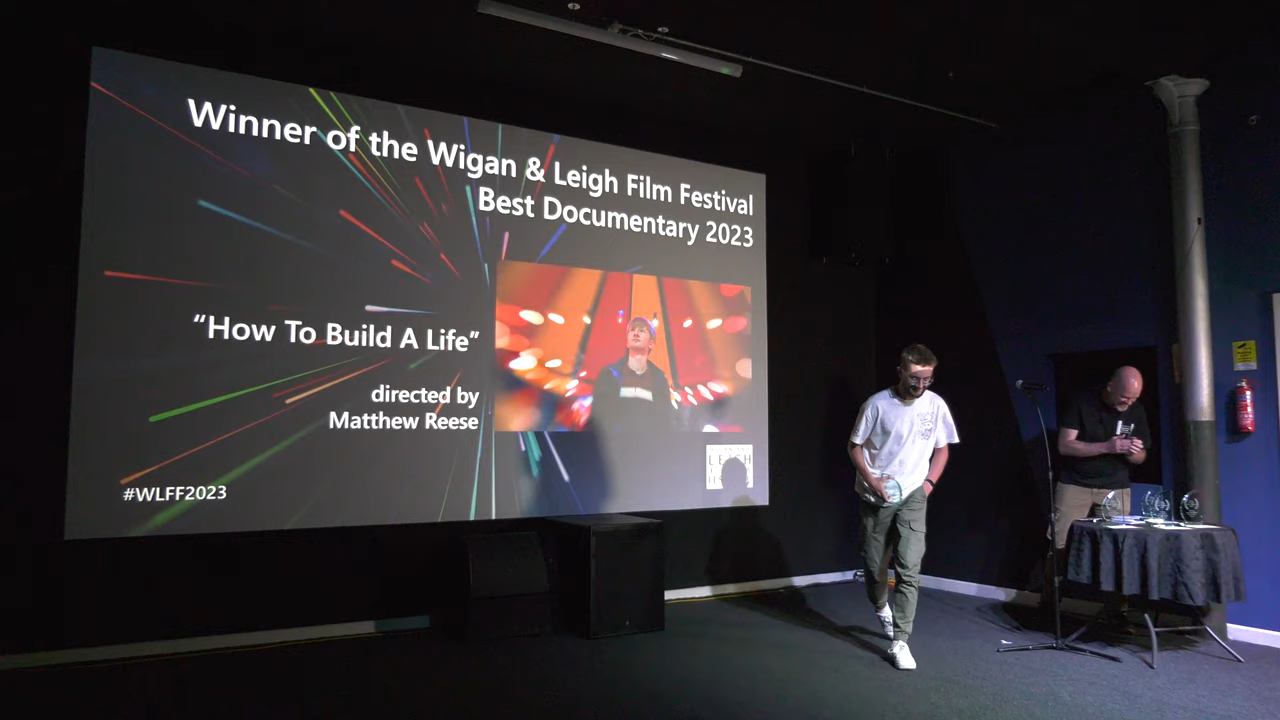 Winner of the Wigan & Leigh Film Festival
Best Documentary 2023
“How To Build A Life”
directed by
Matthew Reese
#WLFF2023